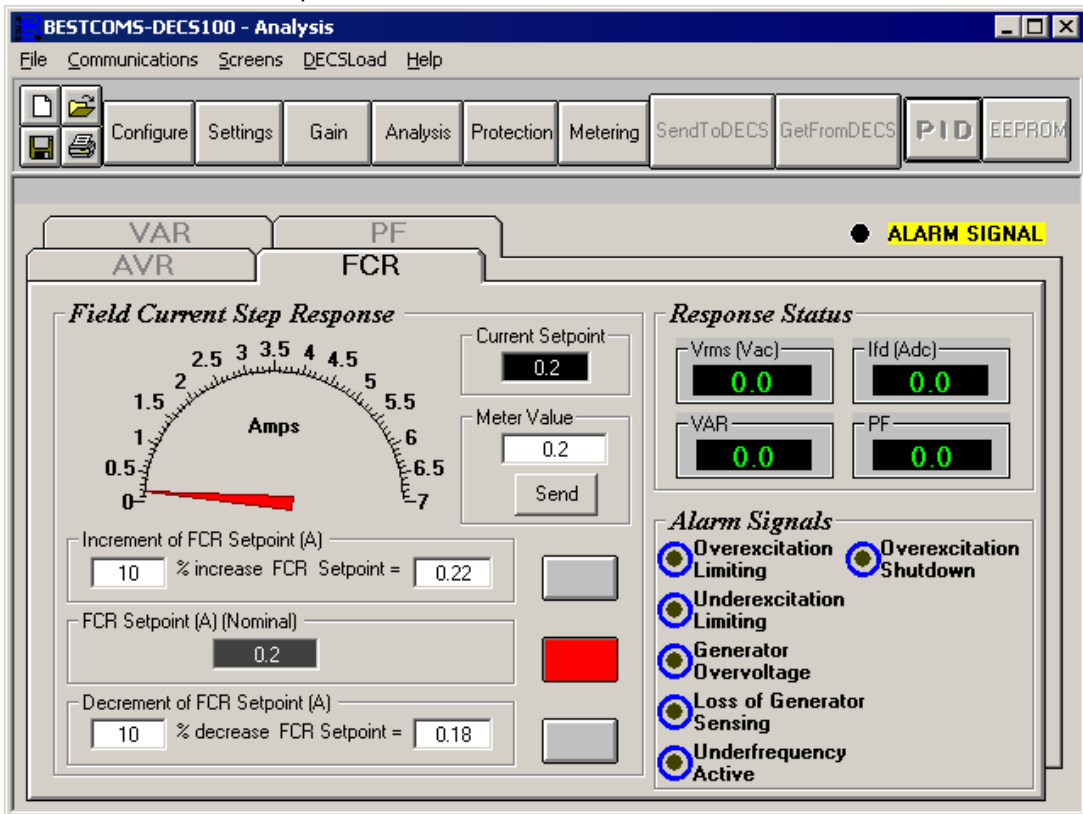 BESTCOMS-DECS100 - Analysis
File Communications Screens DECSLoad Help
Configure Settings Gain Analysis Protection Metering SendToDECS GetFromDECS PID EEPROM
VAR PF
ALARM SIGNAL
AVR FCR
Field Current Step Response
0 0.5 1 1.5 2 2.5 3 3.5 4 4.5 5 5.5 6 6.5 7
Amps
Current Setpoint
0.2
Meter Value
0.2
Send
Increment of FCR Setpoint (A)
10 % increase FCR Setpoint = 0.22
FCR Setpoint (A) (Nominal)
0.2
Decrement of FCR Setpoint (A)
10 % decrease FCR Setpoint = 0.18
Response Status
Vrms (Vac) Ifd (Adc)
0.0 0.0
VAR PF
0.0 0.0
Alarm Signals
Overexcitation
Limiting
Overexcitation
Shutdown
Underexcitation
Limiting
Generator
Overvoltage
Loss of Generator
Sensing
Underfrequency
Active